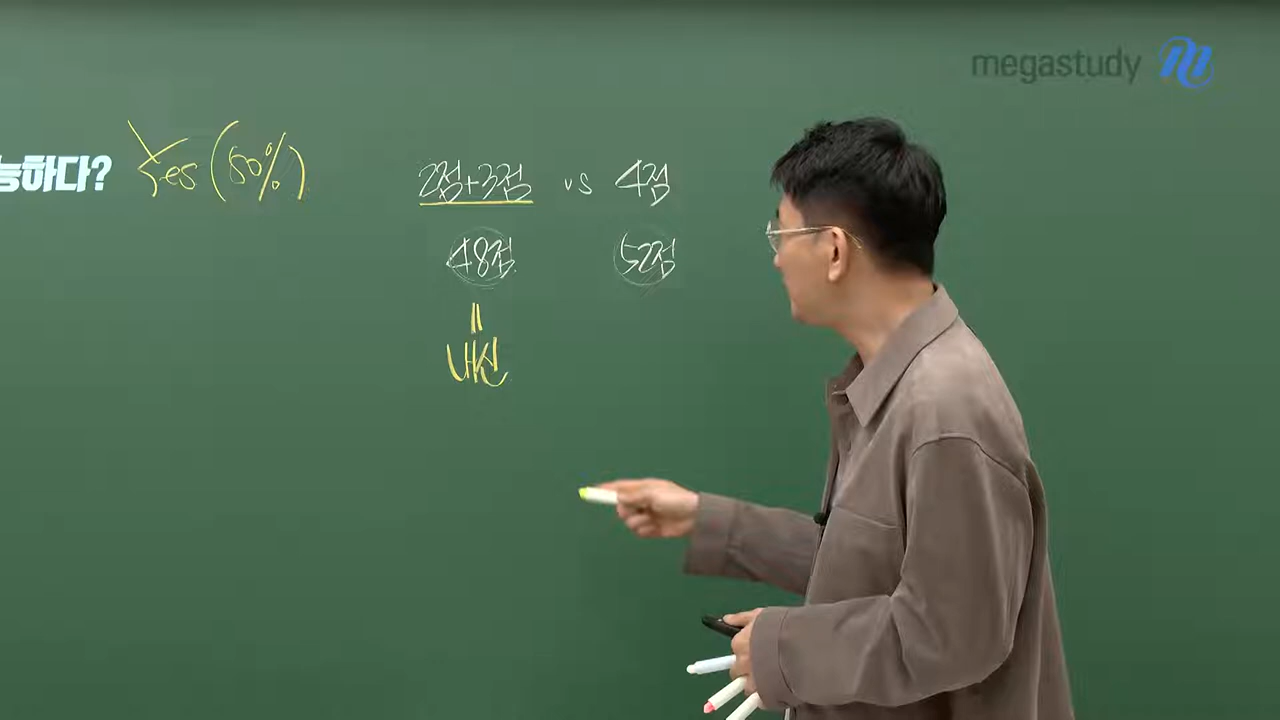 megastudy
능하다? Yes (50%)
2점+3점 vs 4점
48점 52점
=
내신